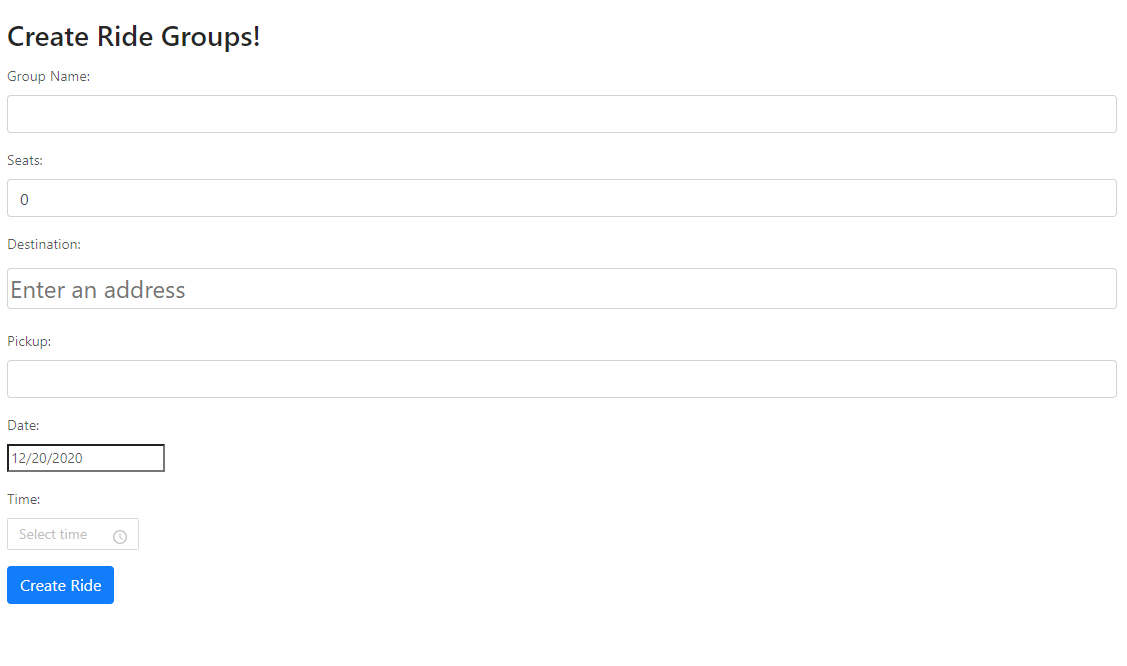 Create Ride Groups!
Group Name:
Seats:
0
Destination:
Enter an address
Pickup:
Date:
12/20/2020
Time:
Select time
Create Ride